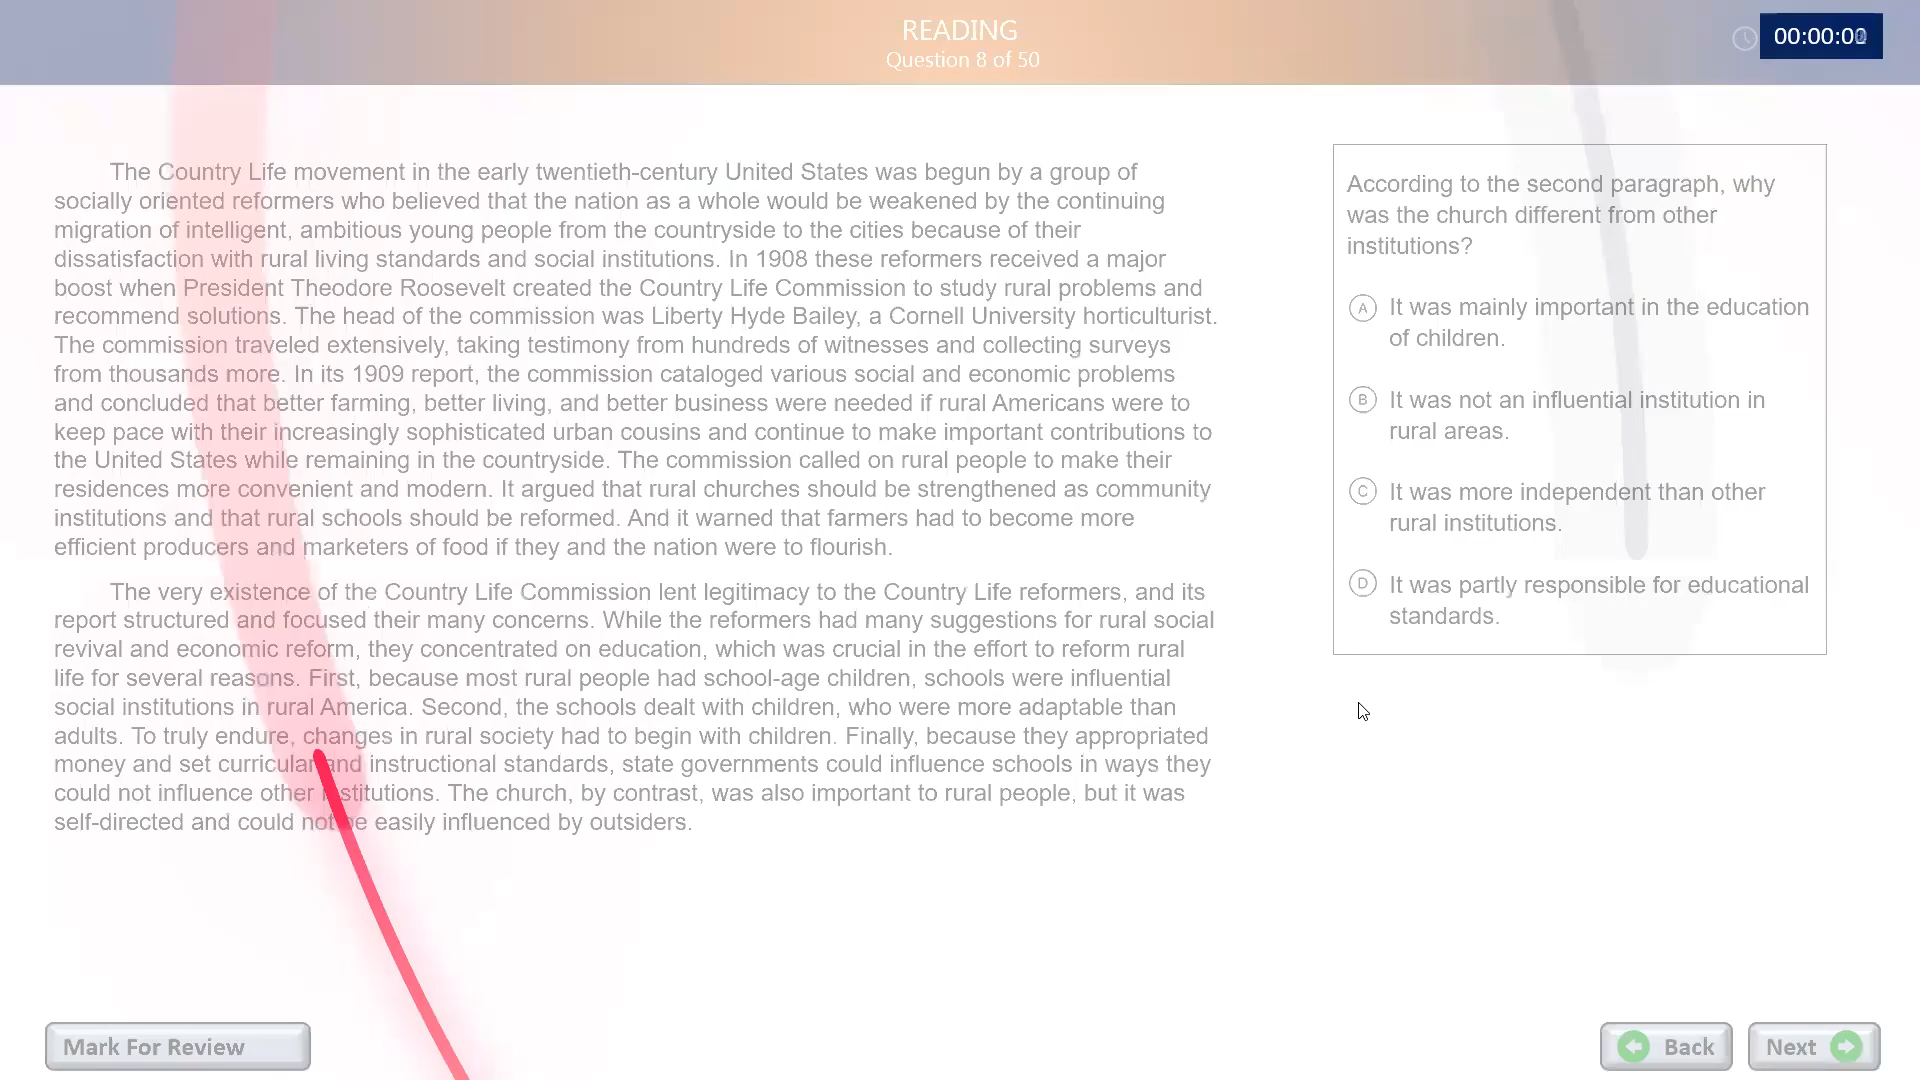 READING
Question 8 of 50
The Country Life movement in the early twentieth-century United States was begun by a group of
socially oriented reformers who believed that the nation as a whole would be weakened by the continuing
migration of intelligent, ambitious young people from the countryside to the cities because of their
dissatisfaction with rural living standards and social institutions. In 1908 these reformers received a major
boost when President Theodore Roosevelt created the Country Life Commission to study rural problems and
recommend solutions. The head of the commission was Liberty Hyde Bailey, a Cornell University horticulturist.
The commission traveled extensively, taking testimony from hundreds of witnesses and collecting surveys
from thousands more. In its 1909 report, the commission cataloged various social and economic problems
and concluded that better farming, better living, and better business were needed if rural Americans were to
keep pace with their increasingly sophisticated urban cousins and continue to make important contributions to
the United States while remaining in the countryside. The commission called on rural people to make their
residences more convenient and modern. It argued that rural churches should be strengthened as community
institutions and that rural schools should be reformed. And it warned that farmers had to become more
efficient producers and marketers of food if they and the nation were to flourish.
The very existence of the Country Life Commission lent legitimacy to the Country Life reformers, and its
report structured and focused their many concerns. While the reformers had many suggestions for rural social
revival and economic reform, they concentrated on education, which was crucial in the effort to reform rural
life for several reasons. First, because most rural people had school-age children, schools were influential
social institutions in rural America. Second, the schools dealt with children, who were more adaptable than
adults. To truly endure, changes in rural society had to begin with children. Finally, because they appropriated
money and set curricular and instructional standards, state governments could influence schools in ways they
could not influence other institutions. The church, by contrast, was also important to rural people, but it was
self-directed and could not be easily influenced by outsiders.
According to the second paragraph, why
was the church different from other
institutions?
A It was mainly important in the education
of children.
B It was not an influential institution in
rural areas.
C It was more independent than other
rural institutions.
D It was partly responsible for educational
standards.
Mark For Review
Back
Next